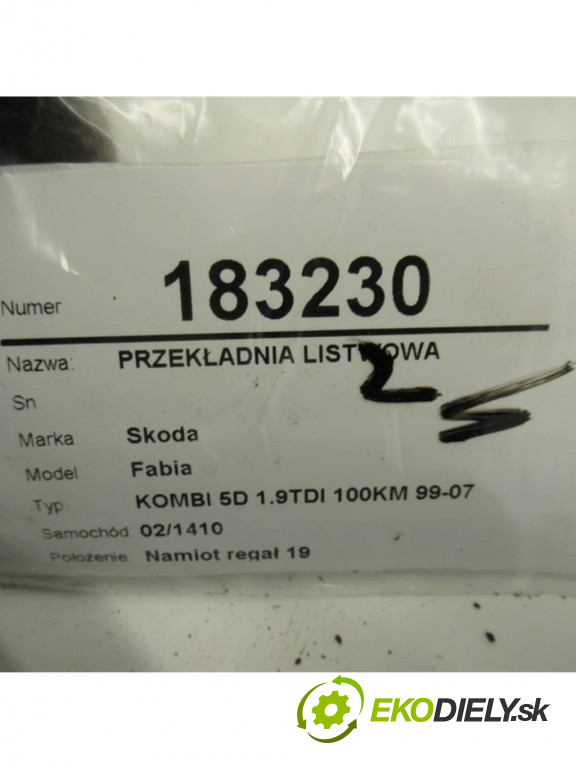 Numer 183230
Nazwa: PRZEKŁADNIA LISTWOWA
2
Sn
Marka Skoda
Model Fabia
Typ KOMBI 5D 1.9TDI 100KM 99-07
Samochód: 02/1410
Położenie: Namiot regał 19
EKODIELY.sk